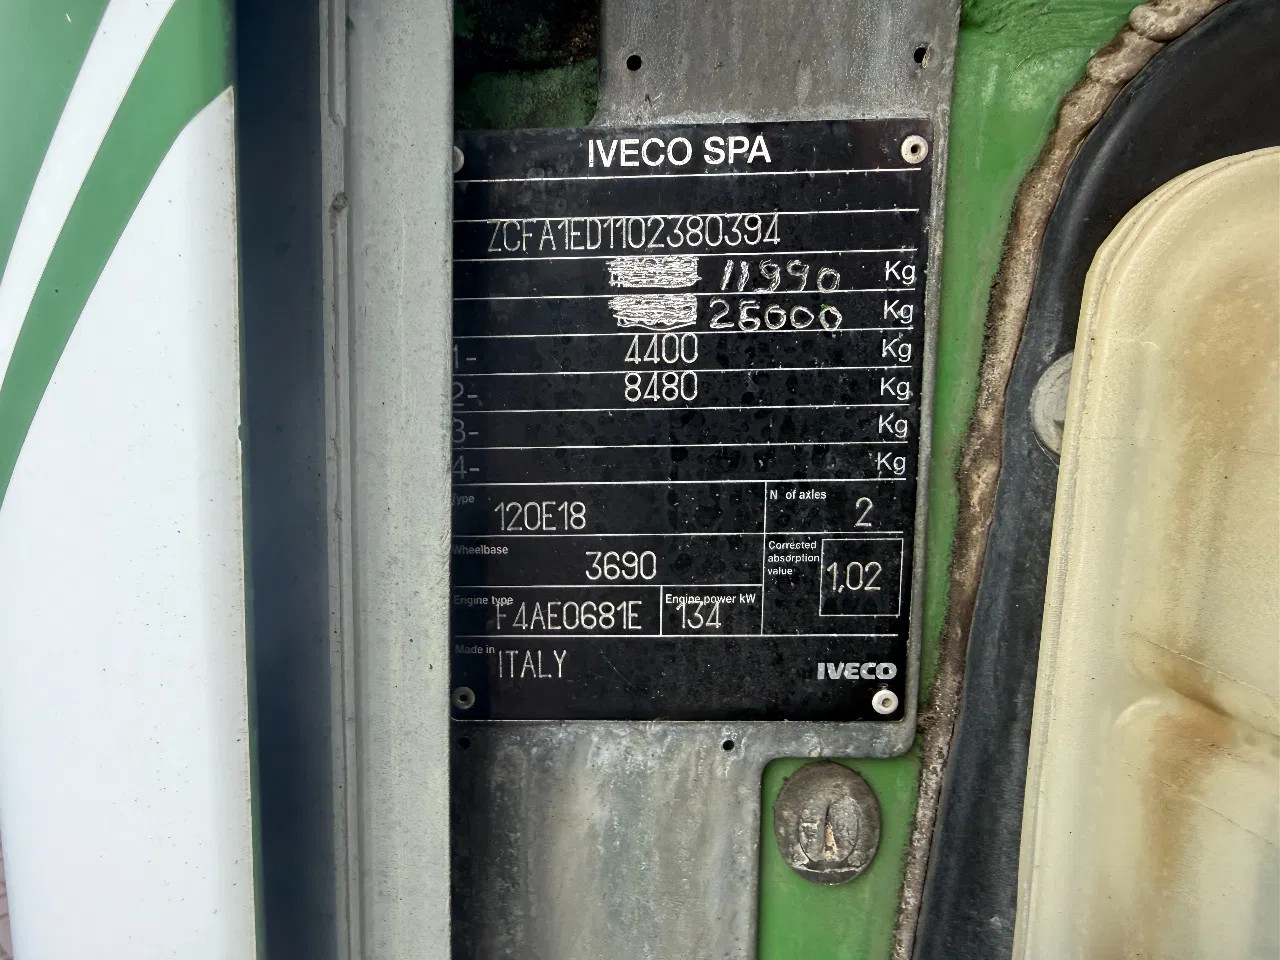 IVECO SPA
ZCFA1ED1102380394
11990 Kg
26000 Kg
1- 4400 Kg
2- 8480 Kg
3- Kg
4- Kg
Type 120E18
N of axles 2
Wheelbase 3690
Corrected absorption value 1,02
Engine type F4AE0681E
Engine power kW 134
Made in ITALY
IVECO